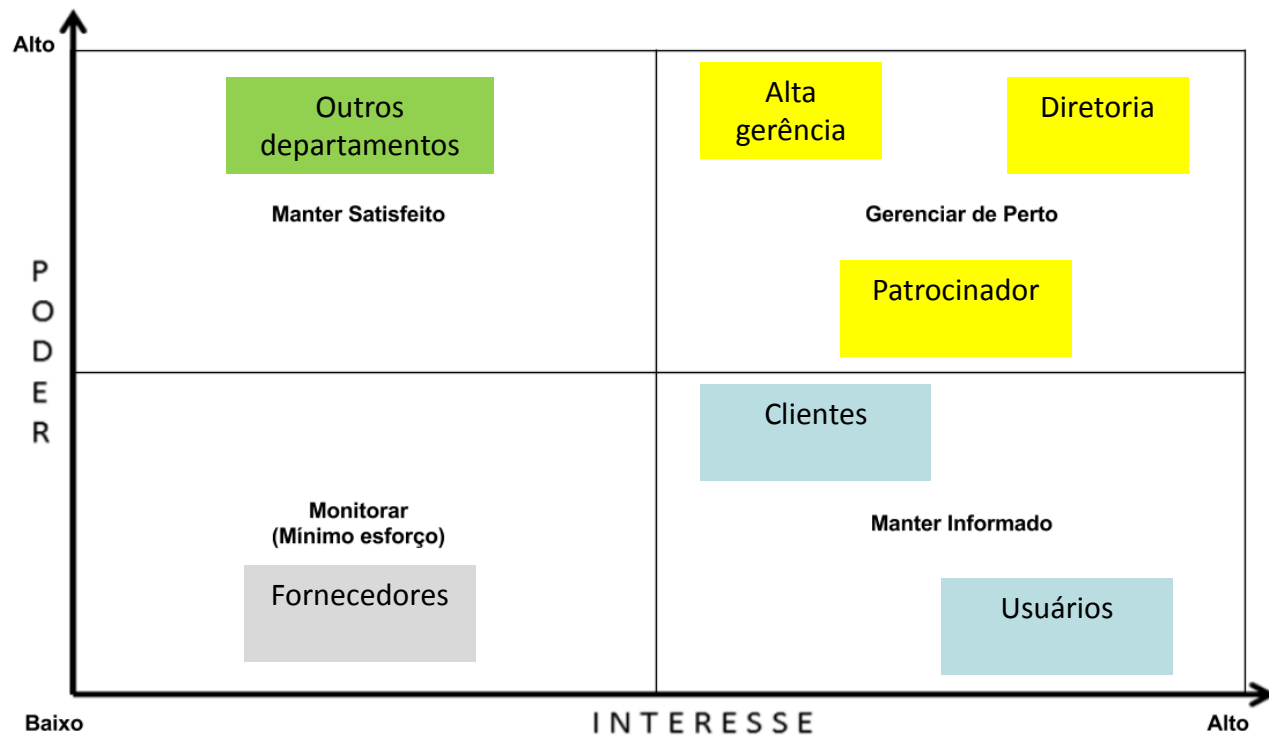 Alto
Outros
departamentos
Alta
gerência
Diretoria
Manter Satisfeito
Gerenciar de Perto
Patrocinador
PODER
Clientes
Monitorar
(Mínimo esforço)
Manter Informado
Fornecedores
Usuários
Baixo
INTERESSE
Alto